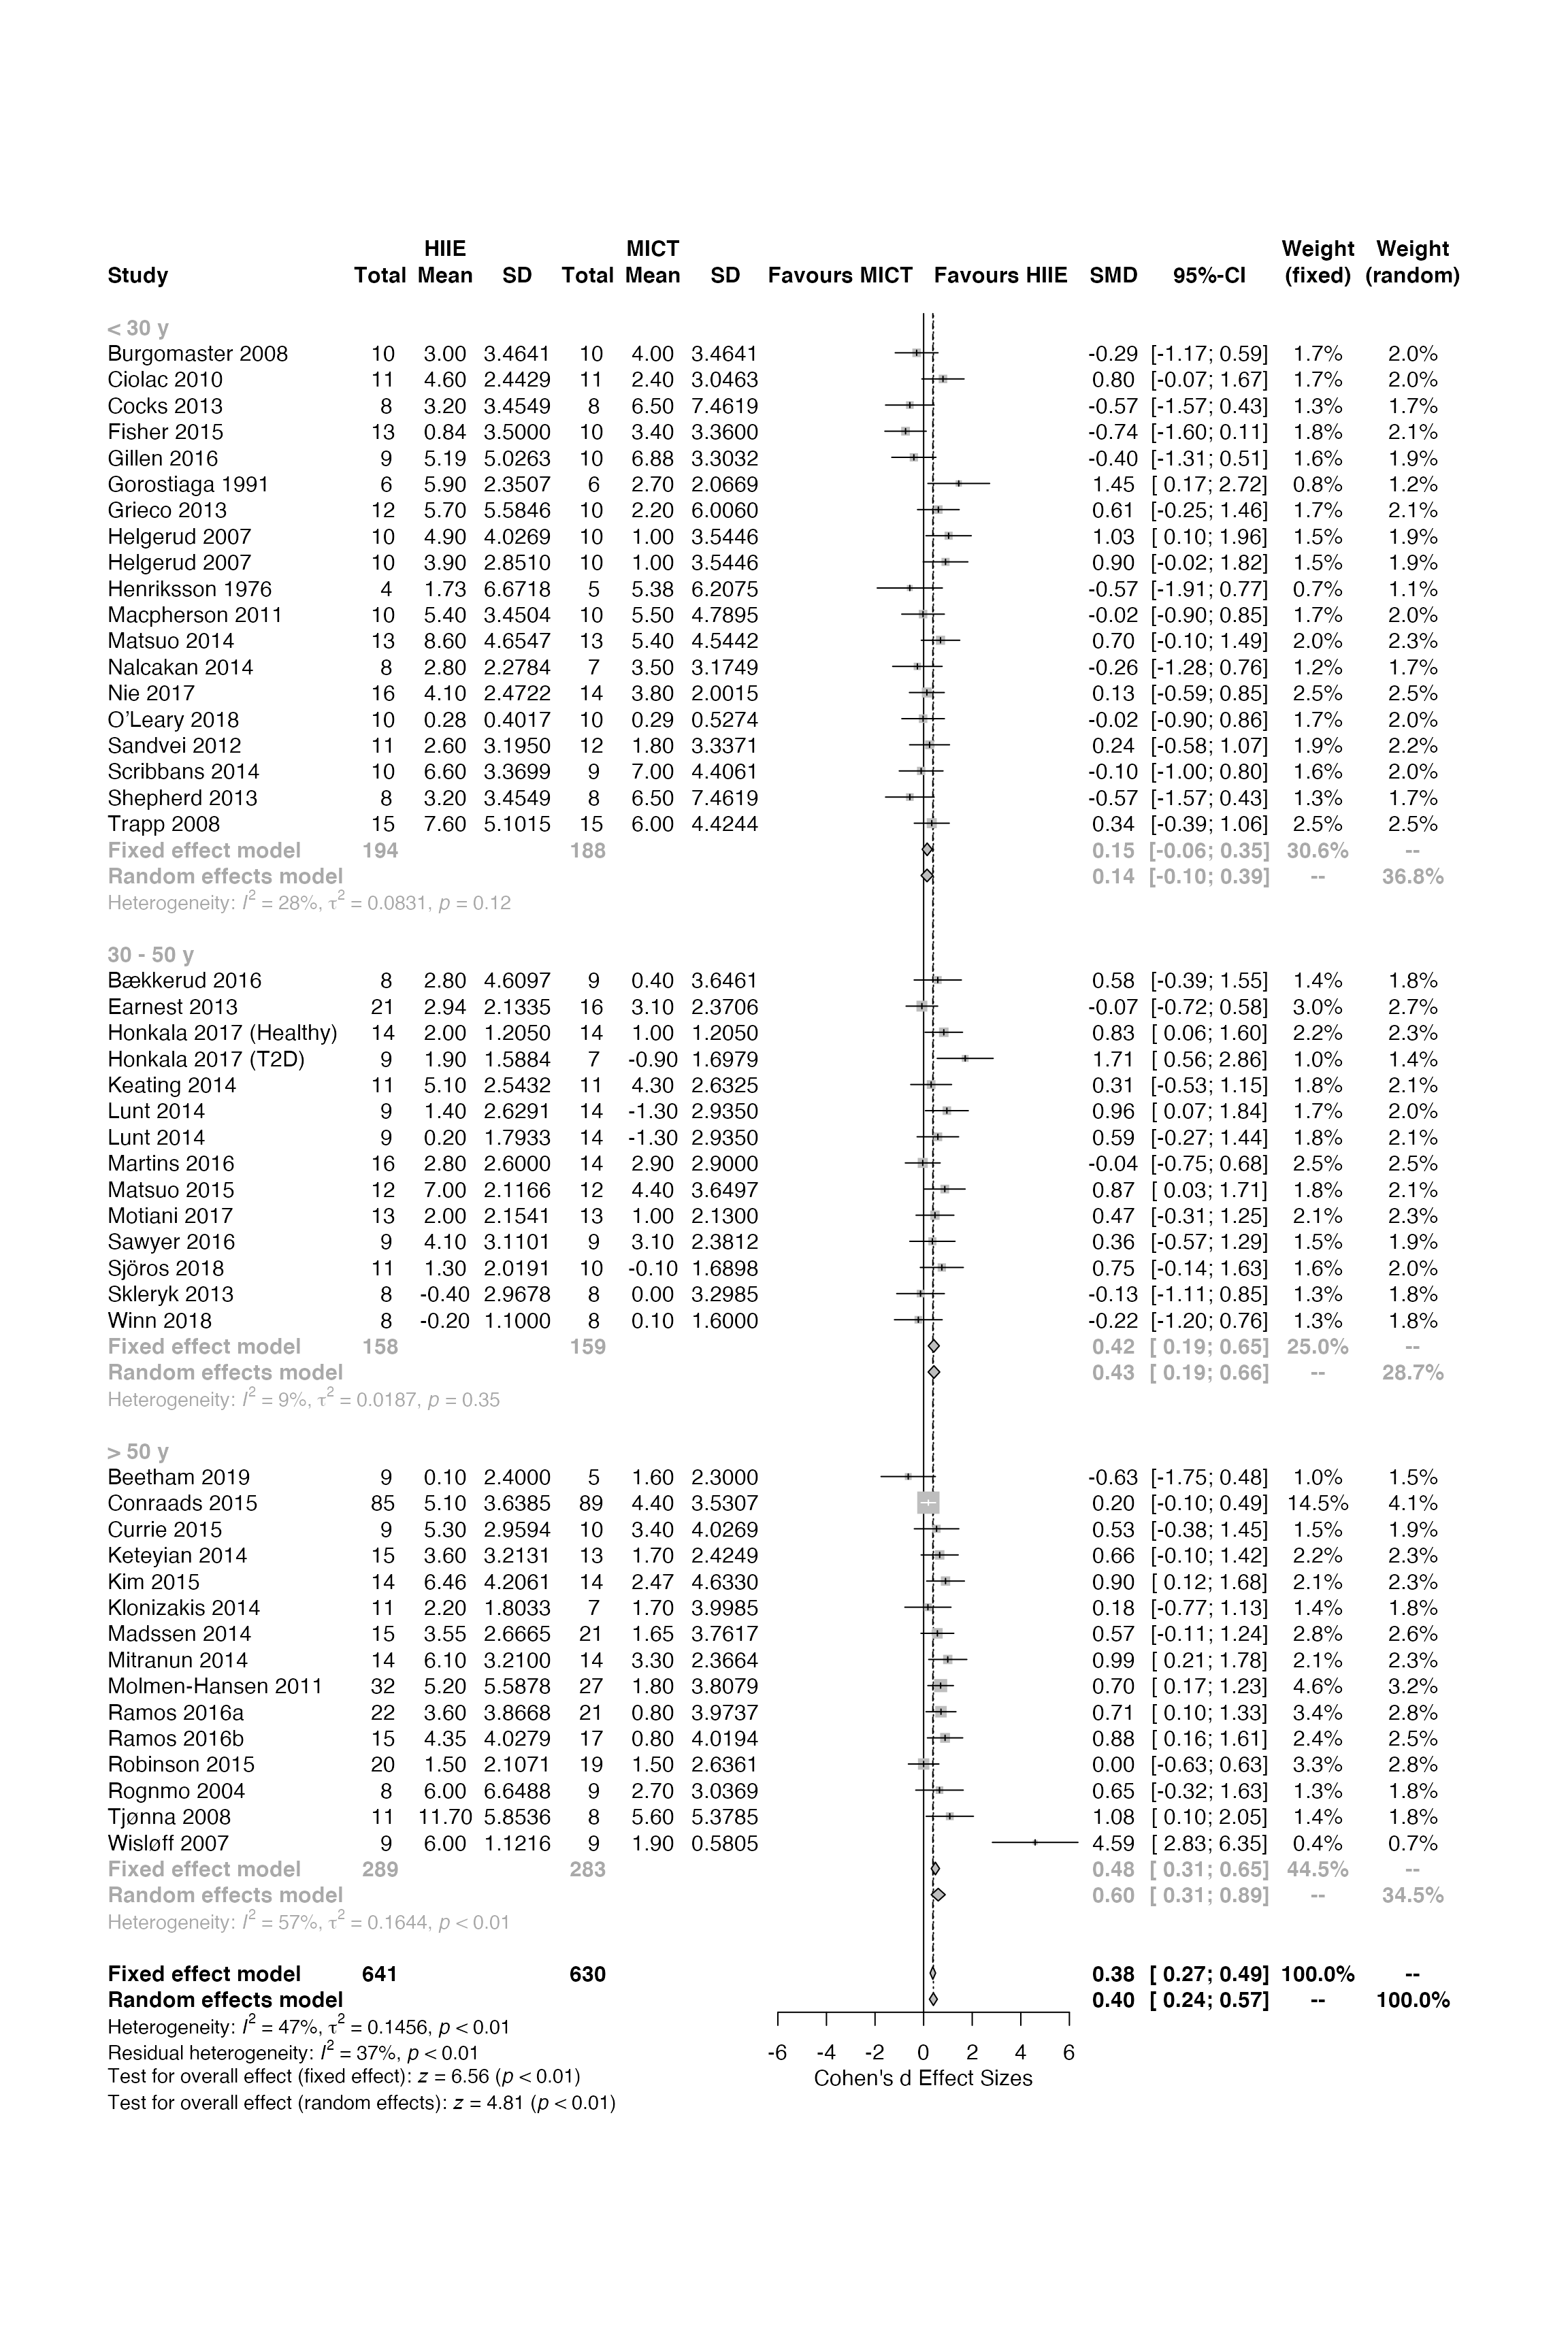 HIIE MICT Weight Weight
Study Total Mean SD Total Mean SD Favours MICT Favours HIIE SMD 95%-CI (fixed) (random)
< 30 y
Burgomaster 2008 10 3.00 3.4641 10 4.00 3.4641 -0.29 [-1.17; 0.59] 1.7% 2.0%
Ciolac 2010 11 4.60 2.4429 11 2.40 3.0463 0.80 [-0.07; 1.67] 1.7% 2.0%
Cocks 2013 8 3.20 3.4549 8 6.50 7.4619 -0.57 [-1.57; 0.43] 1.3% 1.7%
Fisher 2015 13 0.84 3.5000 10 3.40 3.3600 -0.74 [-1.60; 0.11] 1.8% 2.1%
Gillen 2016 9 5.19 5.0263 10 6.88 3.3032 -0.40 [-1.31; 0.51] 1.6% 1.9%
Gorostiaga 1991 6 5.90 2.3507 6 2.70 2.0669 1.45 [ 0.17; 2.72] 0.8% 1.2%
Grieco 2013 12 5.70 5.5846 10 2.20 6.0060 0.61 [-0.25; 1.46] 1.7% 2.1%
Helgerud 2007 10 4.90 4.0269 10 1.00 3.5446 1.03 [ 0.10; 1.96] 1.5% 1.9%
Helgerud 2007 10 3.90 2.8510 10 1.00 3.5446 0.90 [-0.02; 1.82] 1.5% 1.9%
Henriksson 1976 4 1.73 6.6718 5 5.38 6.2075 -0.57 [-1.91; 0.77] 0.7% 1.1%
Macpherson 2011 10 5.40 3.4504 10 5.50 4.7895 -0.02 [-0.90; 0.85] 1.7% 2.0%
Matsuo 2014 13 8.60 4.6547 13 5.40 4.5442 0.70 [-0.10; 1.49] 2.0% 2.3%
Nalcakan 2014 8 2.80 2.2784 7 3.50 3.1749 -0.26 [-1.28; 0.76] 1.2% 1.7%
Nie 2017 16 4.10 2.4722 14 3.80 2.0015 0.13 [-0.59; 0.85] 2.5% 2.5%
O’Leary 2018 10 0.28 0.4017 10 0.29 0.5274 -0.02 [-0.90; 0.86] 1.7% 2.0%
Sandvei 2012 11 2.60 3.1950 12 1.80 3.3371 0.24 [-0.58; 1.07] 1.9% 2.2%
Scribbans 2014 10 6.60 3.3699 9 7.00 4.4061 -0.10 [-1.00; 0.80] 1.6% 2.0%
Shepherd 2013 8 3.20 3.4549 8 6.50 7.4619 -0.57 [-1.57; 0.43] 1.3% 1.7%
Trapp 2008 15 7.60 5.1015 15 6.00 4.4244 0.34 [-0.39; 1.06] 2.5% 2.5%
Fixed effect model 194 188 0.15 [-0.06; 0.35] 30.6% --
Random effects model 0.14 [-0.10; 0.39] -- 36.8%
Heterogeneity: I² = 28%, τ² = 0.0831, p = 0.12
30 - 50 y
Bækkerud 2016 8 2.80 4.6097 9 0.40 3.6461 0.58 [-0.39; 1.55] 1.4% 1.8%
Earnest 2013 21 2.94 2.1335 16 3.10 2.3706 -0.07 [-0.72; 0.58] 3.0% 2.7%
Honkala 2017 (Healthy) 14 2.00 1.2050 14 1.00 1.2050 0.83 [ 0.06; 1.60] 2.2% 2.3%
Honkala 2017 (T2D) 9 1.90 1.5884 7 -0.90 1.6979 1.71 [ 0.56; 2.86] 1.0% 1.4%
Keating 2014 11 5.10 2.5432 11 4.30 2.6325 0.31 [-0.53; 1.15] 1.8% 2.1%
Lunt 2014 9 1.40 2.6291 14 -1.30 2.9350 0.96 [ 0.07; 1.84] 1.7% 2.0%
Lunt 2014 9 0.20 1.7933 14 -1.30 2.9350 0.59 [-0.27; 1.44] 1.8% 2.1%
Martins 2016 16 2.80 2.6000 14 2.90 2.9000 -0.04 [-0.75; 0.68] 2.5% 2.5%
Matsuo 2015 12 7.00 2.1166 12 4.40 3.6497 0.87 [ 0.03; 1.71] 1.8% 2.1%
Motiani 2017 13 2.00 2.1541 13 1.00 2.1300 0.47 [-0.31; 1.25] 2.1% 2.3%
Sawyer 2016 9 4.10 3.1101 9 3.10 2.3812 0.36 [-0.57; 1.29] 1.5% 1.9%
Sjöros 2018 11 1.30 2.0191 10 -0.10 1.6898 0.75 [-0.14; 1.63] 1.6% 2.0%
Skleryk 2013 8 -0.40 2.9678 8 0.00 3.2985 -0.13 [-1.11; 0.85] 1.3% 1.8%
Winn 2018 8 -0.20 1.1000 8 0.10 1.6000 -0.22 [-1.20; 0.76] 1.3% 1.8%
Fixed effect model 158 159 0.42 [ 0.19; 0.65] 25.0% --
Random effects model 0.43 [ 0.19; 0.66] -- 28.7%
Heterogeneity: I² = 9%, τ² = 0.0187, p = 0.35
> 50 y
Beetham 2019 9 0.10 2.4000 5 1.60 2.3000 -0.63 [-1.75; 0.48] 1.0% 1.5%
Conraads 2015 85 5.10 3.6385 89 4.40 3.5307 0.20 [-0.10; 0.49] 14.5% 4.1%
Currie 2015 9 5.30 2.9594 10 3.40 4.0269 0.53 [-0.38; 1.45] 1.5% 1.9%
Keteyian 2014 15 3.60 3.2131 13 1.70 2.4249 0.66 [-0.10; 1.42] 2.2% 2.3%
Kim 2015 14 6.46 4.2061 14 2.47 4.6330 0.90 [ 0.12; 1.68] 2.1% 2.3%
Klonizakis 2014 11 2.20 1.8033 7 1.70 3.9985 0.18 [-0.77; 1.13] 1.4% 1.8%
Madssen 2014 15 3.55 2.6665 21 1.65 3.7617 0.57 [-0.11; 1.24] 2.8% 2.6%
Mitranun 2014 14 6.10 3.2100 14 3.30 2.3664 0.99 [ 0.21; 1.78] 2.1% 2.3%
Molmen-Hansen 2011 32 5.20 5.5878 27 1.80 3.8079 0.70 [ 0.17; 1.23] 4.6% 3.2%
Ramos 2016a 22 3.60 3.8668 21 0.80 3.9737 0.71 [ 0.10; 1.33] 3.4% 2.8%
Ramos 2016b 15 4.35 4.0279 17 0.80 4.0194 0.88 [ 0.16; 1.61] 2.4% 2.5%
Robinson 2015 20 1.50 2.1071 19 1.50 2.6361 0.00 [-0.63; 0.63] 3.3% 2.8%
Rognmo 2004 8 6.00 6.6488 9 2.70 3.0369 0.65 [-0.32; 1.63] 1.3% 1.8%
Tjønna 2008 11 11.70 5.8536 8 5.60 5.3785 1.08 [ 0.10; 2.05] 1.4% 1.8%
Wisløff 2007 9 6.00 1.1216 9 1.90 0.5805 4.59 [ 2.83; 6.35] 0.4% 0.7%
Fixed effect model 289 283 0.48 [ 0.31; 0.65] 44.5% --
Random effects model 0.60 [ 0.31; 0.89] -- 34.5%
Heterogeneity: I² = 57%, τ² = 0.1644, p < 0.01
Fixed effect model 641 630 0.38 [ 0.27; 0.49] 100.0% --
Random effects model 0.40 [ 0.24; 0.57] -- 100.0%
Heterogeneity: I² = 47%, τ² = 0.1456, p < 0.01
Residual heterogeneity: I² = 37%, p < 0.01
Test for overall effect (fixed effect): z = 6.56 (p < 0.01)
Test for overall effect (random effects): z = 4.81 (p < 0.01)
-6 -4 -2 0 2 4 6
Cohen's d Effect Sizes